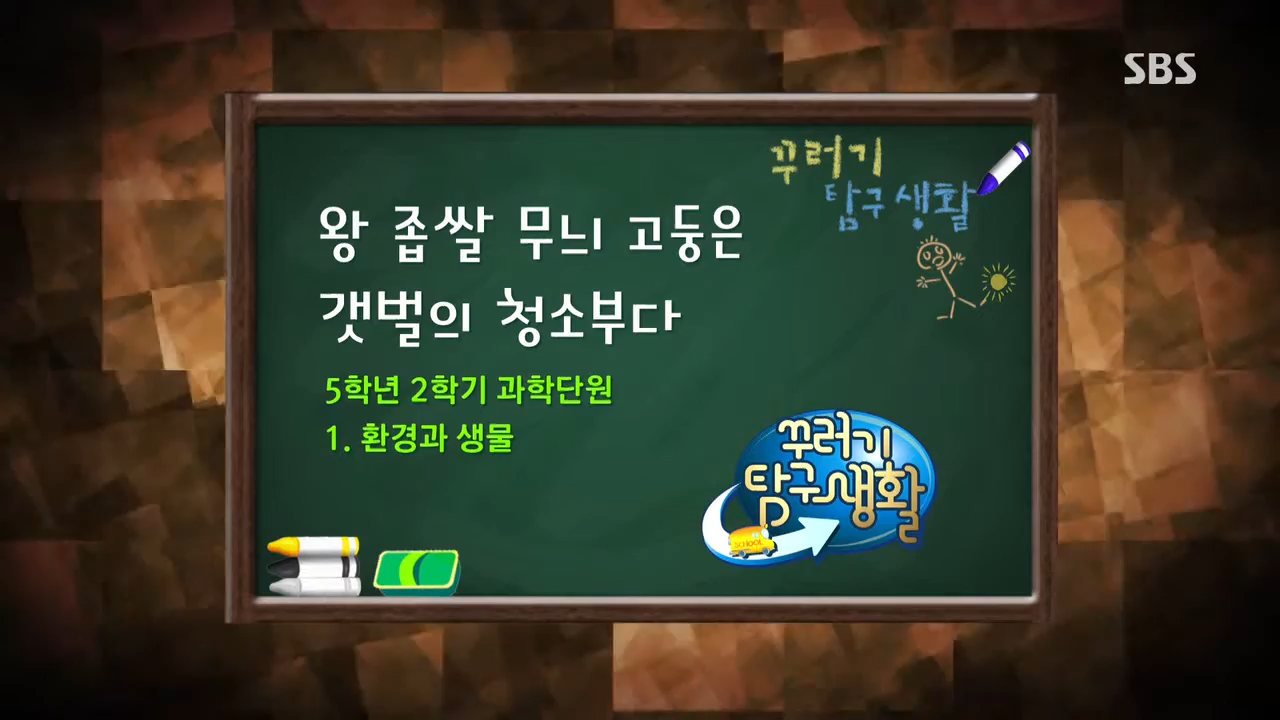 SBS
꾸러기
탐구생활
왕 좁쌀 무늬 고둥은
갯벌의 청소부다
5학년 2학기 과학단원
1. 환경과 생물
꾸러기
탐구생활
SCHOOL